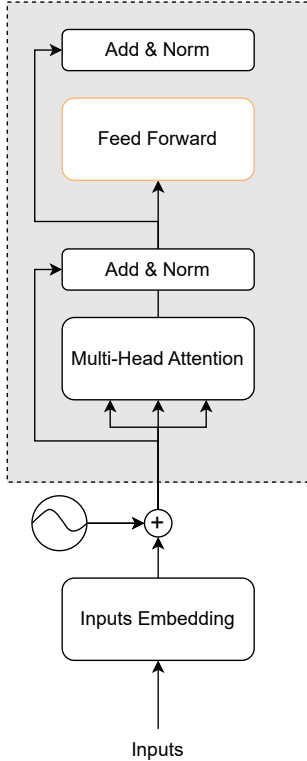 Add & Norm
Feed Forward
Add & Norm
Multi-Head Attention
+
Inputs Embedding
Inputs